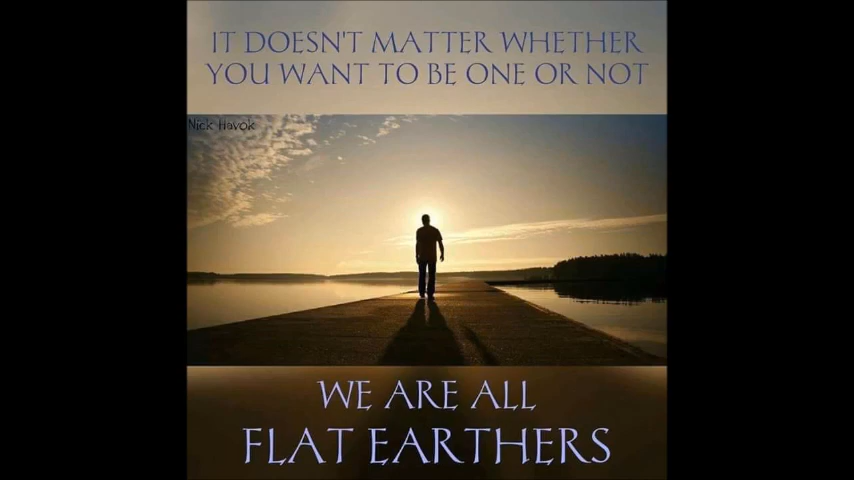 IT DOESN'T MATTER WHETHER
YOU WANT TO BE ONE OR NOT
Nick Havok
WE ARE ALL
FLAT EARTHERS